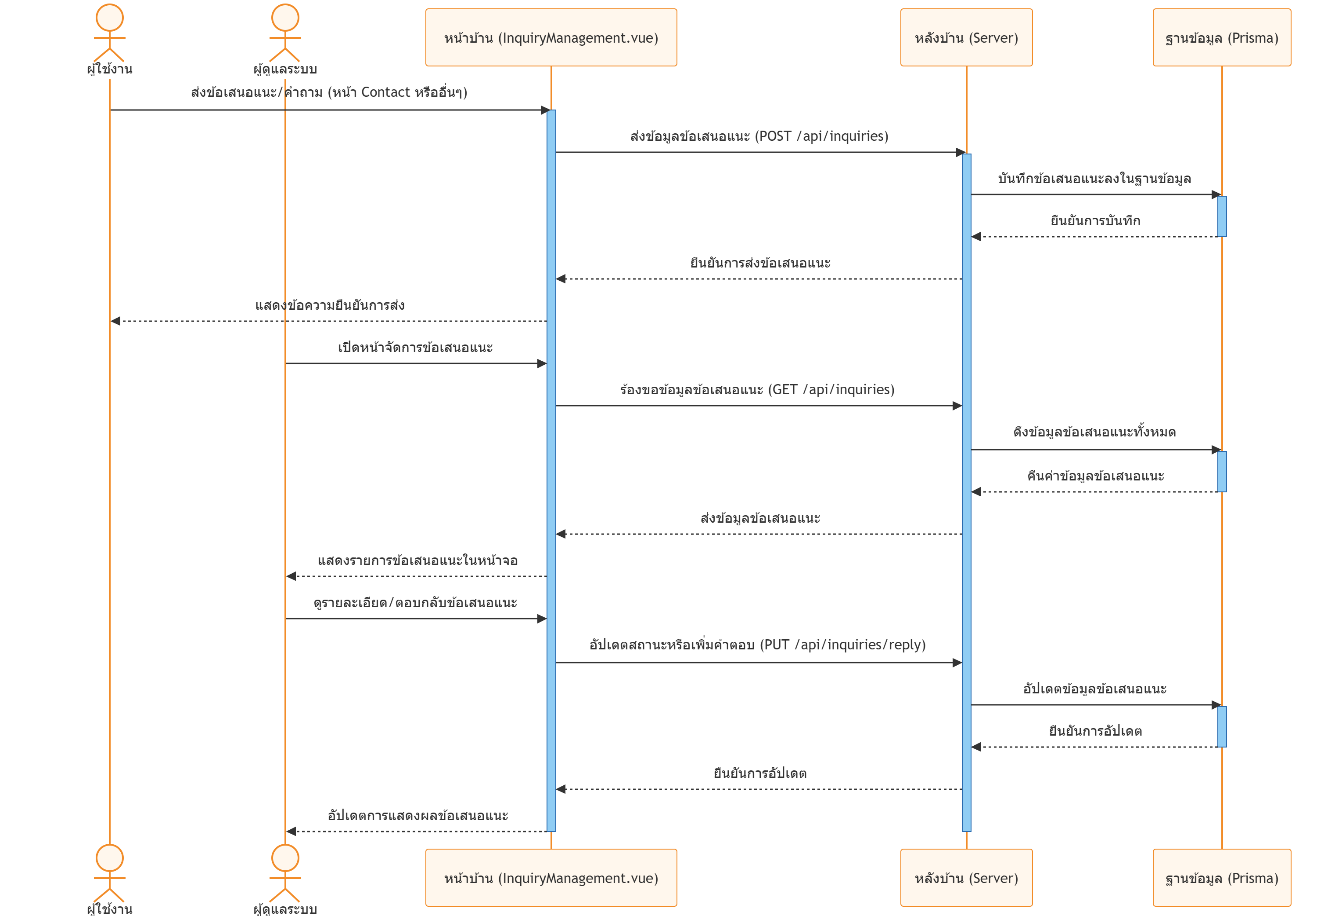 ผู้ใช้งาน
ผู้ดูแลระบบ
หน้าบ้าน (InquiryManagement.vue)
หลังบ้าน (Server)
ฐานข้อมูล (Prisma)
ส่งข้อเสนอแนะ/คำถาม (หน้า Contact หรืออื่นๆ)
ส่งข้อมูลข้อเสนอแนะ (POST /api/inquiries)
บันทึกข้อเสนอแนะลงในฐานข้อมูล
ยืนยันการบันทึก
ยืนยันการส่งข้อเสนอแนะ
แสดงข้อความยืนยันการส่ง
เปิดหน้าจัดการข้อเสนอแนะ
ร้องขอข้อมูลข้อเสนอแนะ (GET /api/inquiries)
ดึงข้อมูลข้อเสนอแนะทั้งหมด
คืนค่าข้อมูลข้อเสนอแนะ
ส่งข้อมูลข้อเสนอแนะ
แสดงรายการข้อเสนอแนะในหน้าจอ
ดูรายละเอียด/ตอบกลับข้อเสนอแนะ
อัปเดตสถานะหรือเพิ่มคำตอบ (PUT /api/inquiries/reply)
อัปเดตข้อมูลข้อเสนอแนะ
ยืนยันการอัปเดต
ยืนยันการอัปเดต
อัปเดตการแสดงผลข้อเสนอแนะ
ผู้ใช้งาน
ผู้ดูแลระบบ
หน้าบ้าน (InquiryManagement.vue)
หลังบ้าน (Server)
ฐานข้อมูล (Prisma)